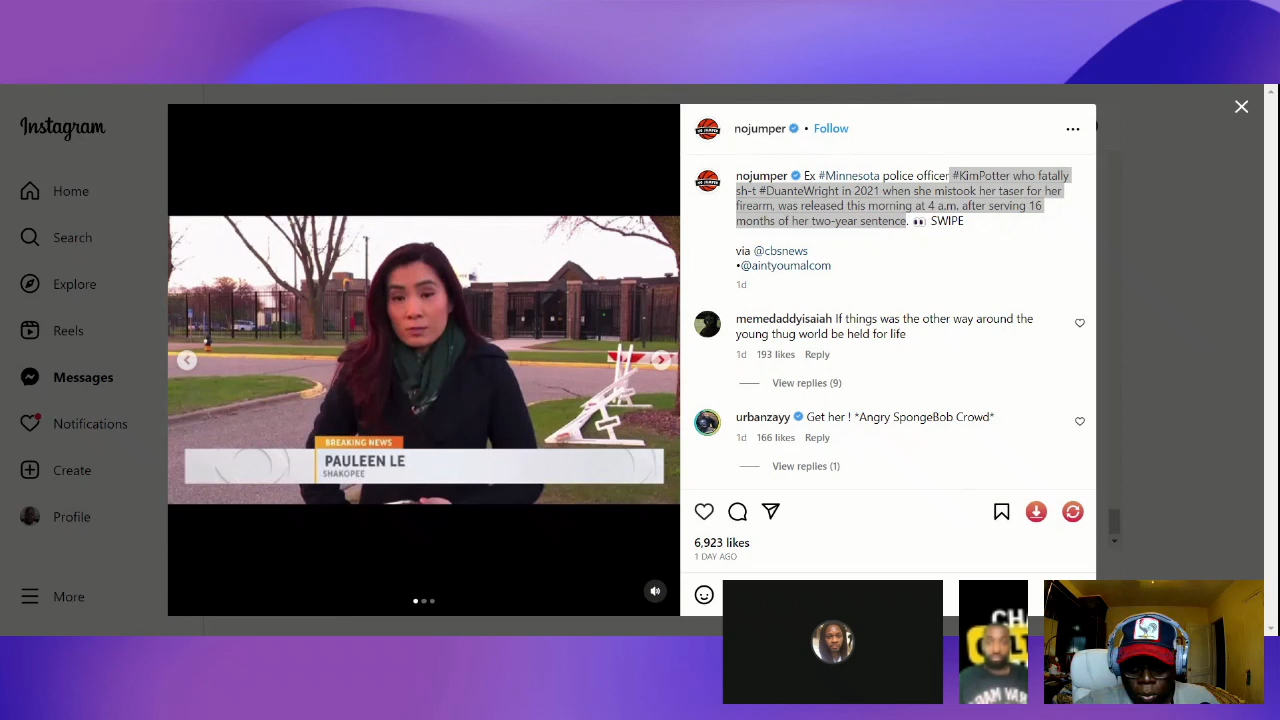 Instagram
Home
Search
Explore
Reels
Messages
Notifications
Create
Profile
More
BREAKING NEWS
PAULEEN LE
SHAKOPEE
nojumper • Follow
nojumper Ex #Minnesota police officer #KimPotter who fatally
sh-t #DuanteWright in 2021 when she mistook her taser for her
firearm, was released this morning at 4 a.m. after serving 16
months of her two-year sentence. 👀 SWIPE
via @cbsnews
•@aintyoumalcom
1d
memedaddyisaiah If things was the other way around the
young thug world be held for life
1d 193 likes Reply
View replies (9)
urbanzayy Get her ! *Angry SpongeBob Crowd*
1d 166 likes Reply
View replies (1)
6,923 likes
1 DAY AGO